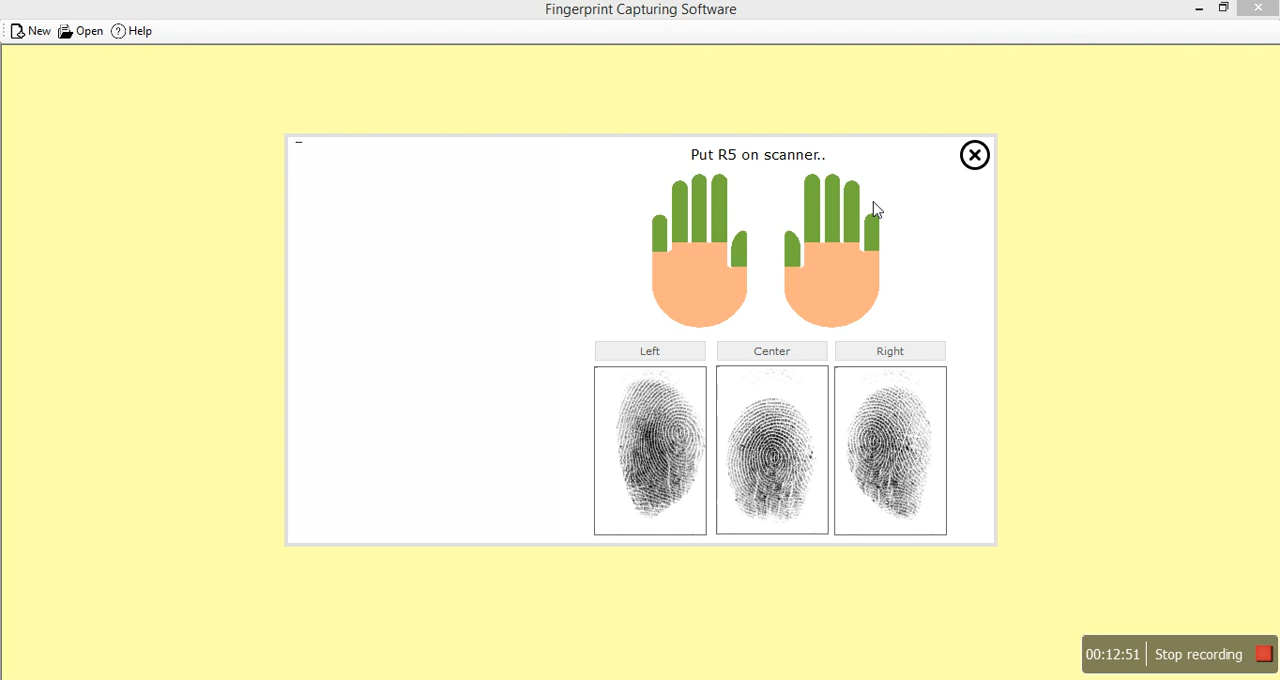 Fingerprint Capturing Software
New Open Help
Put R5 on scanner..
Left Center Right
00:12:51 Stop recording